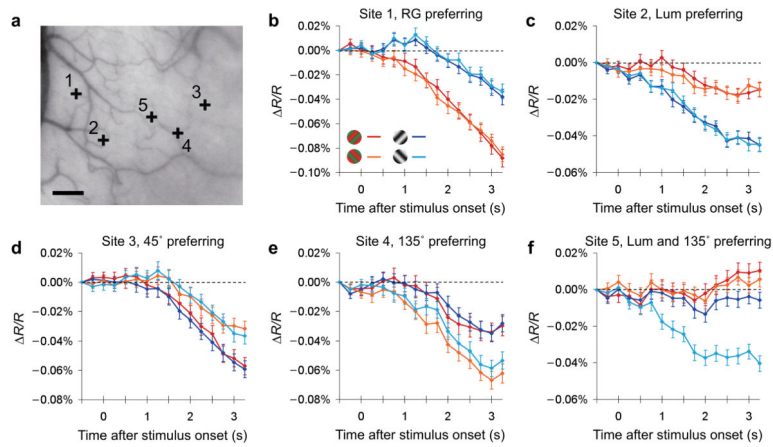 a
1
2
3
4
5
b
Site 1, RG preferring
0.02%
0.00%
−0.02%
−0.04%
−0.06%
−0.08%
−0.10%
ΔR/R
0 1 2 3
Time after stimulus onset (s)
c
Site 2, Lum preferring
0.02%
0.00%
−0.02%
−0.04%
−0.06%
ΔR/R
0 1 2 3
Time after stimulus onset (s)
d
Site 3, 45° preferring
0.02%
0.00%
−0.02%
−0.04%
−0.06%
−0.08%
ΔR/R
0 1 2 3
Time after stimulus onset (s)
e
Site 4, 135° preferring
0.02%
0.00%
−0.02%
−0.04%
−0.06%
−0.08%
ΔR/R
0 1 2 3
Time after stimulus onset (s)
f
Site 5, Lum and 135° preferring
0.02%
0.00%
−0.02%
−0.04%
−0.06%
ΔR/R
0 1 2 3
Time after stimulus onset (s)